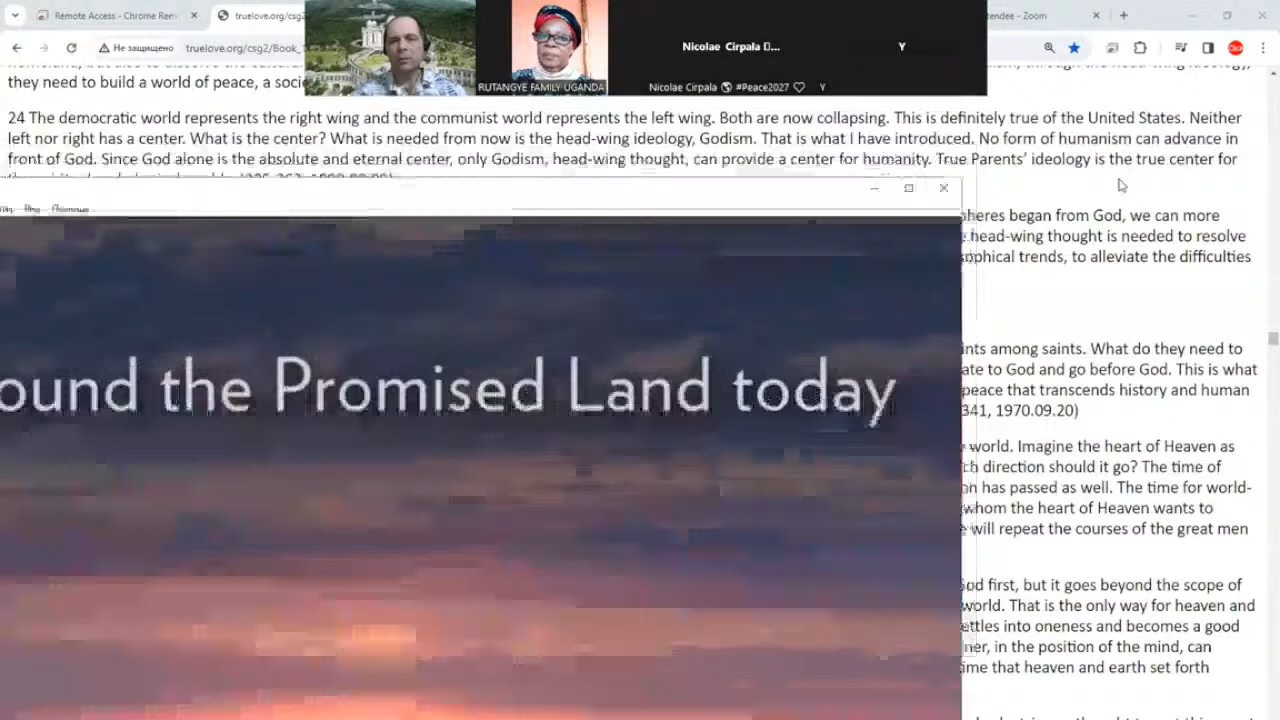 Remote Access - Chrome Rem
truelove.org/csg2
tendee - Zoom
Не защищено
truelove.org/csg2/Book_
Nicolae Cirpala
Y
RUTANGYE FAMILY UGANDA
Nicolae Cirpala
#Peace2027
Y
they need to build a world of peace, a socie
24 The democratic world represents the right wing and the communist world represents the left wing. Both are now collapsing. This is definitely true of the United States. Neither
left nor right has a center. What is the center? What is needed from now is the head-wing ideology, Godism. That is what I have introduced. No form of humanism can advance in
front of God. Since God alone is the absolute and eternal center, only Godism, head-wing thought, can provide a center for humanity. True Parents' ideology is the true center for
pheres began from God, we can more
head-wing thought is needed to resolve
sophical trends, to alleviate the difficulties
ound the Promised Land today
ints among saints. What do they need to
ate to God and go before God. This is what
peace that transcends history and human
341, 1970.09.20)
world. Imagine the heart of Heaven as
ch direction should it go? The time of
on has passed as well. The time for world-
whom the heart of Heaven wants to
will repeat the courses of the great men
od first, but it goes beyond the scope of
world. That is the only way for heaven and
ettles into oneness and becomes a good
ner, in the position of the mind, can
ime that heaven and earth set forth